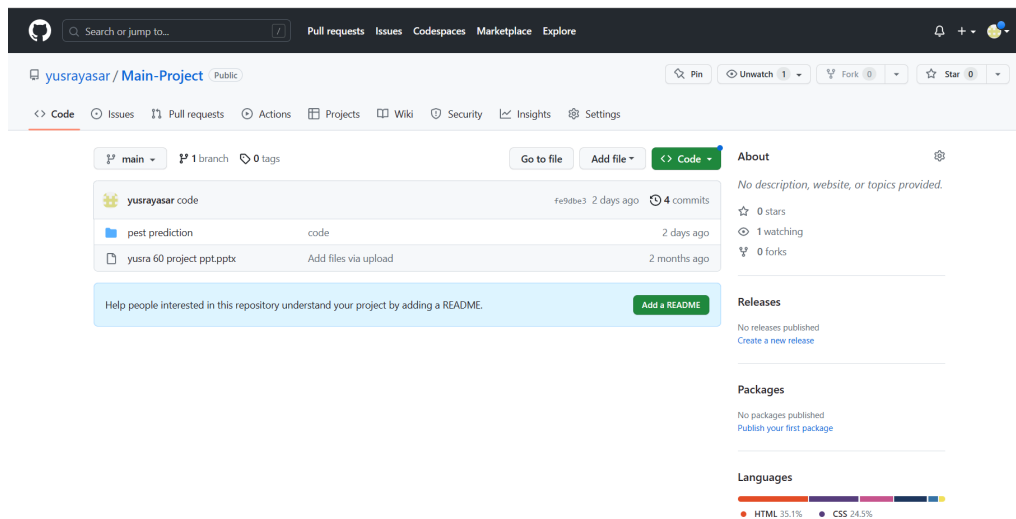 Search or jump to... / Pull requests Issues Codespaces Marketplace Explore
yusrayasar / Main-Project Public Pin Unwatch 1 Fork 0 Star 0
Code Issues Pull requests Actions Projects Wiki Security Insights Settings
main 1 branch 0 tags Go to file Add file Code
yusrayasar code fe9dbe3 2 days ago 4 commits
pest prediction code 2 days ago
yusra 60 project ppt.pptx Add files via upload 2 months ago
Help people interested in this repository understand your project by adding a README. Add a README
About
No description, website, or topics provided.
0 stars
1 watching
0 forks
Releases
No releases published
Create a new release
Packages
No packages published
Publish your first package
Languages
HTML 35.1% CSS 24.5%